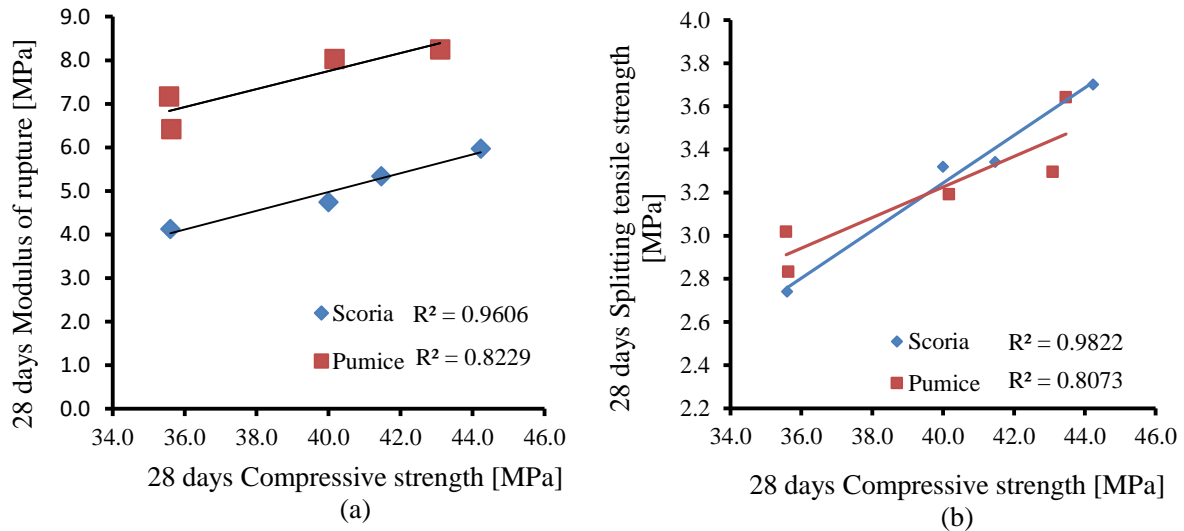 9.0
8.0
7.0
6.0
5.0
4.0
3.0
2.0
1.0
0.0
34.0 36.0 38.0 40.0 42.0 44.0 46.0
28 days Modulus of rupture [MPa]
28 days Compressive strength [MPa]
Scoria R² = 0.9606
Pumice R² = 0.8229
(a)
4.0
3.8
3.6
3.4
3.2
3.0
2.8
2.6
2.4
2.2
34.0 36.0 38.0 40.0 42.0 44.0 46.0
28 days Splitting tensile strength
[MPa]
28 days Compressive strength [MPa]
Scoria R² = 0.9822
Pumice R² = 0.8073
(b)